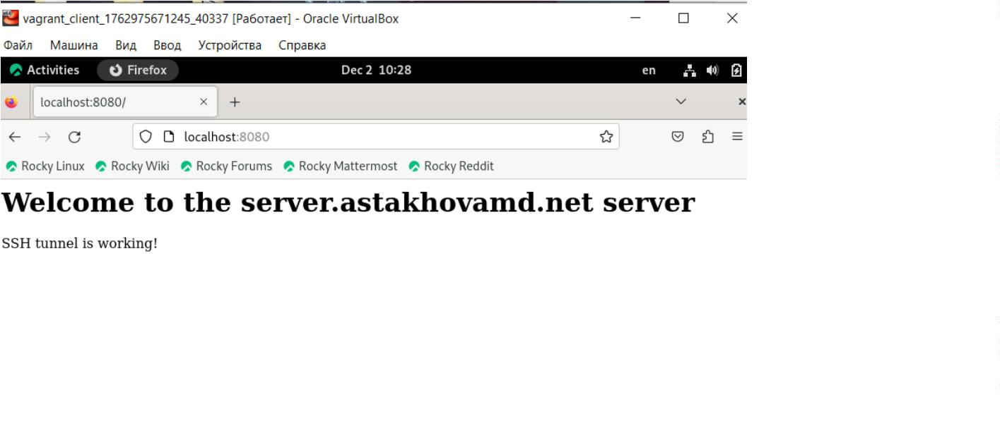 vagrant_client_1762975671245_40337 [Работает] - Oracle VirtualBox
Файл Машина Вид Ввод Устройства Справка
Activities Firefox Dec 2 10:28 en
localhost:8080/
localhost:8080
Rocky Linux Rocky Wiki Rocky Forums Rocky Mattermost Rocky Reddit
Welcome to the server.astakhovamd.net server
SSH tunnel is working!